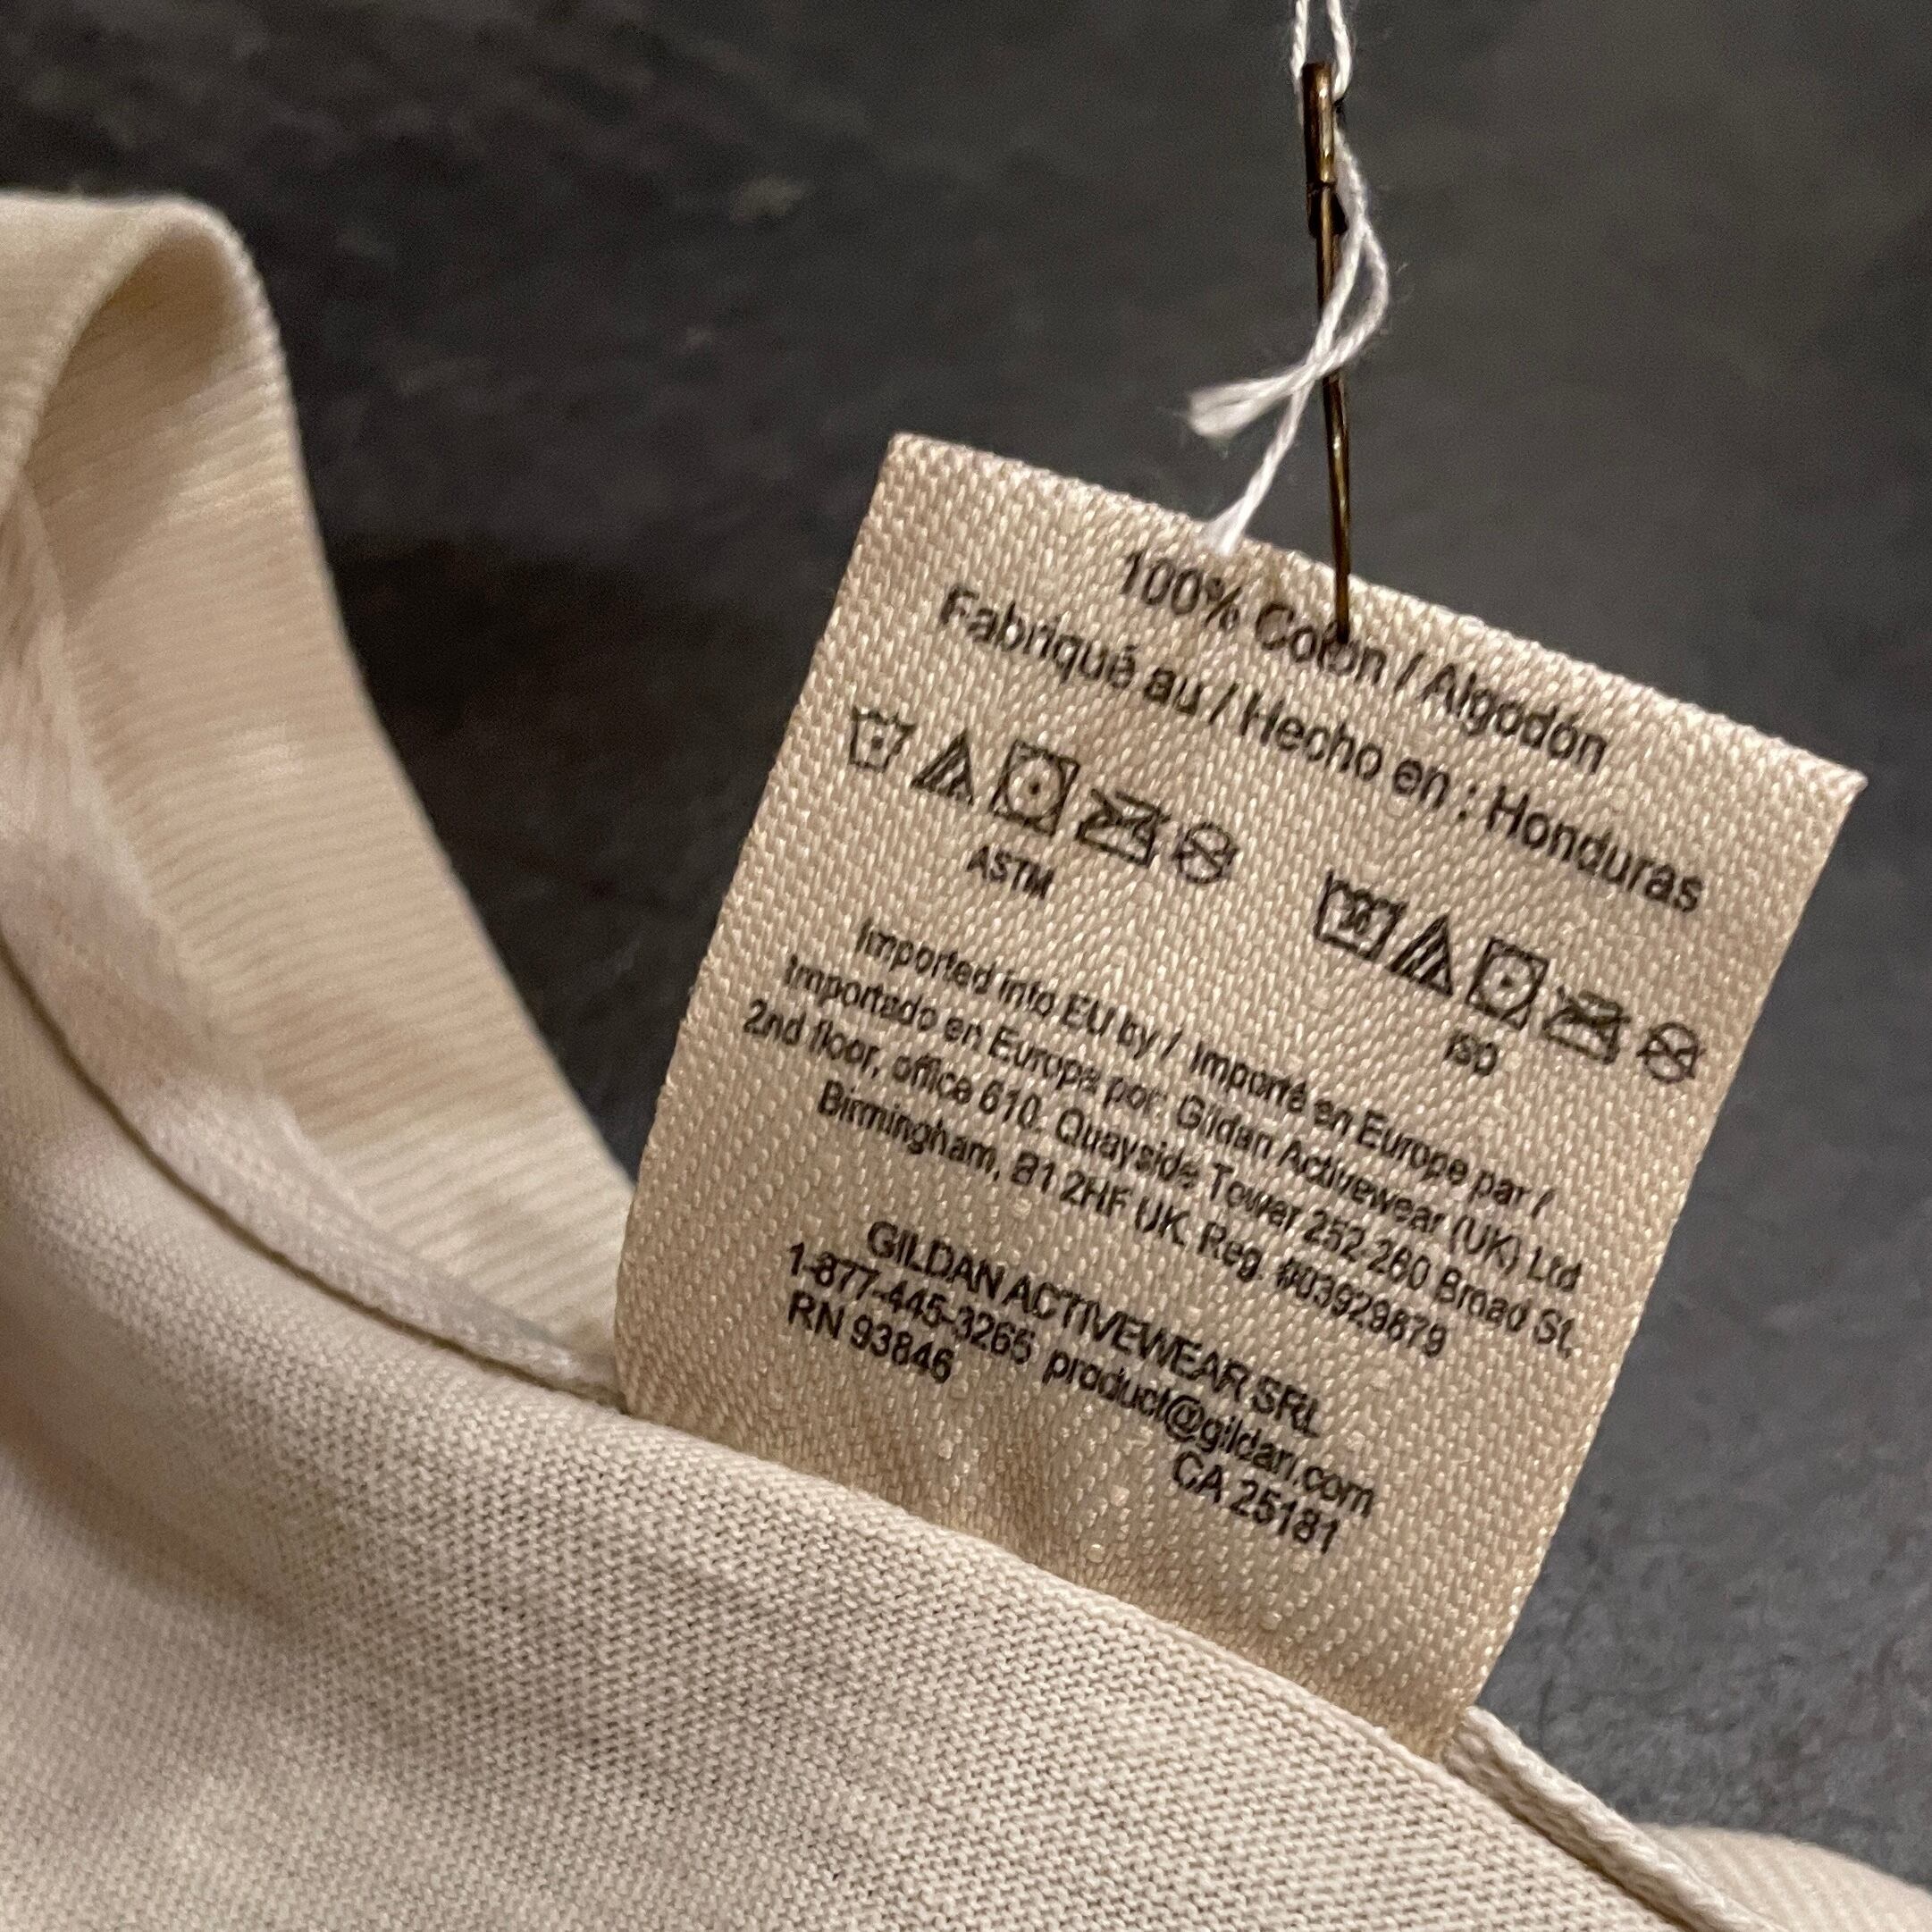 100% Coton / Algodón
Fabriqué au / Hecho en : Honduras
ASTM
ISO
Imported into EU by / Importé en Europe par /
Importado en Europa por: Gildan Activewear (UK) Ltd
2nd floor, office 610. Quayside Tower 252-260 Broad St,
Birmingham, B1 2HF UK. Reg. #03929879
GILDAN ACTIVEWEAR SRL
1-877-445-3265 product@gildan.com
RN 93846 CA 25181